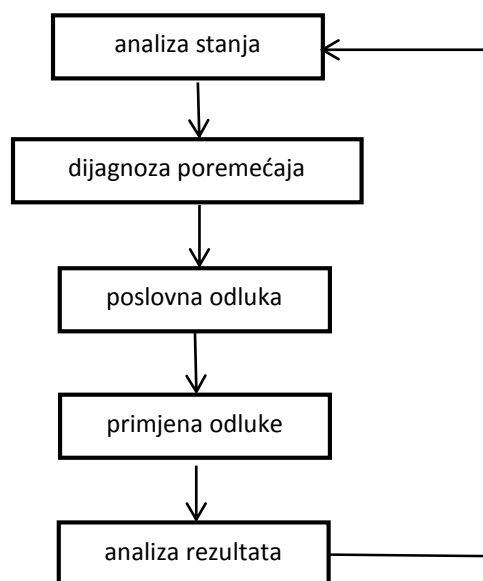 analiza stanja
dijagnoza poremećaja
poslovna odluka
primjena odluke
analiza rezultata